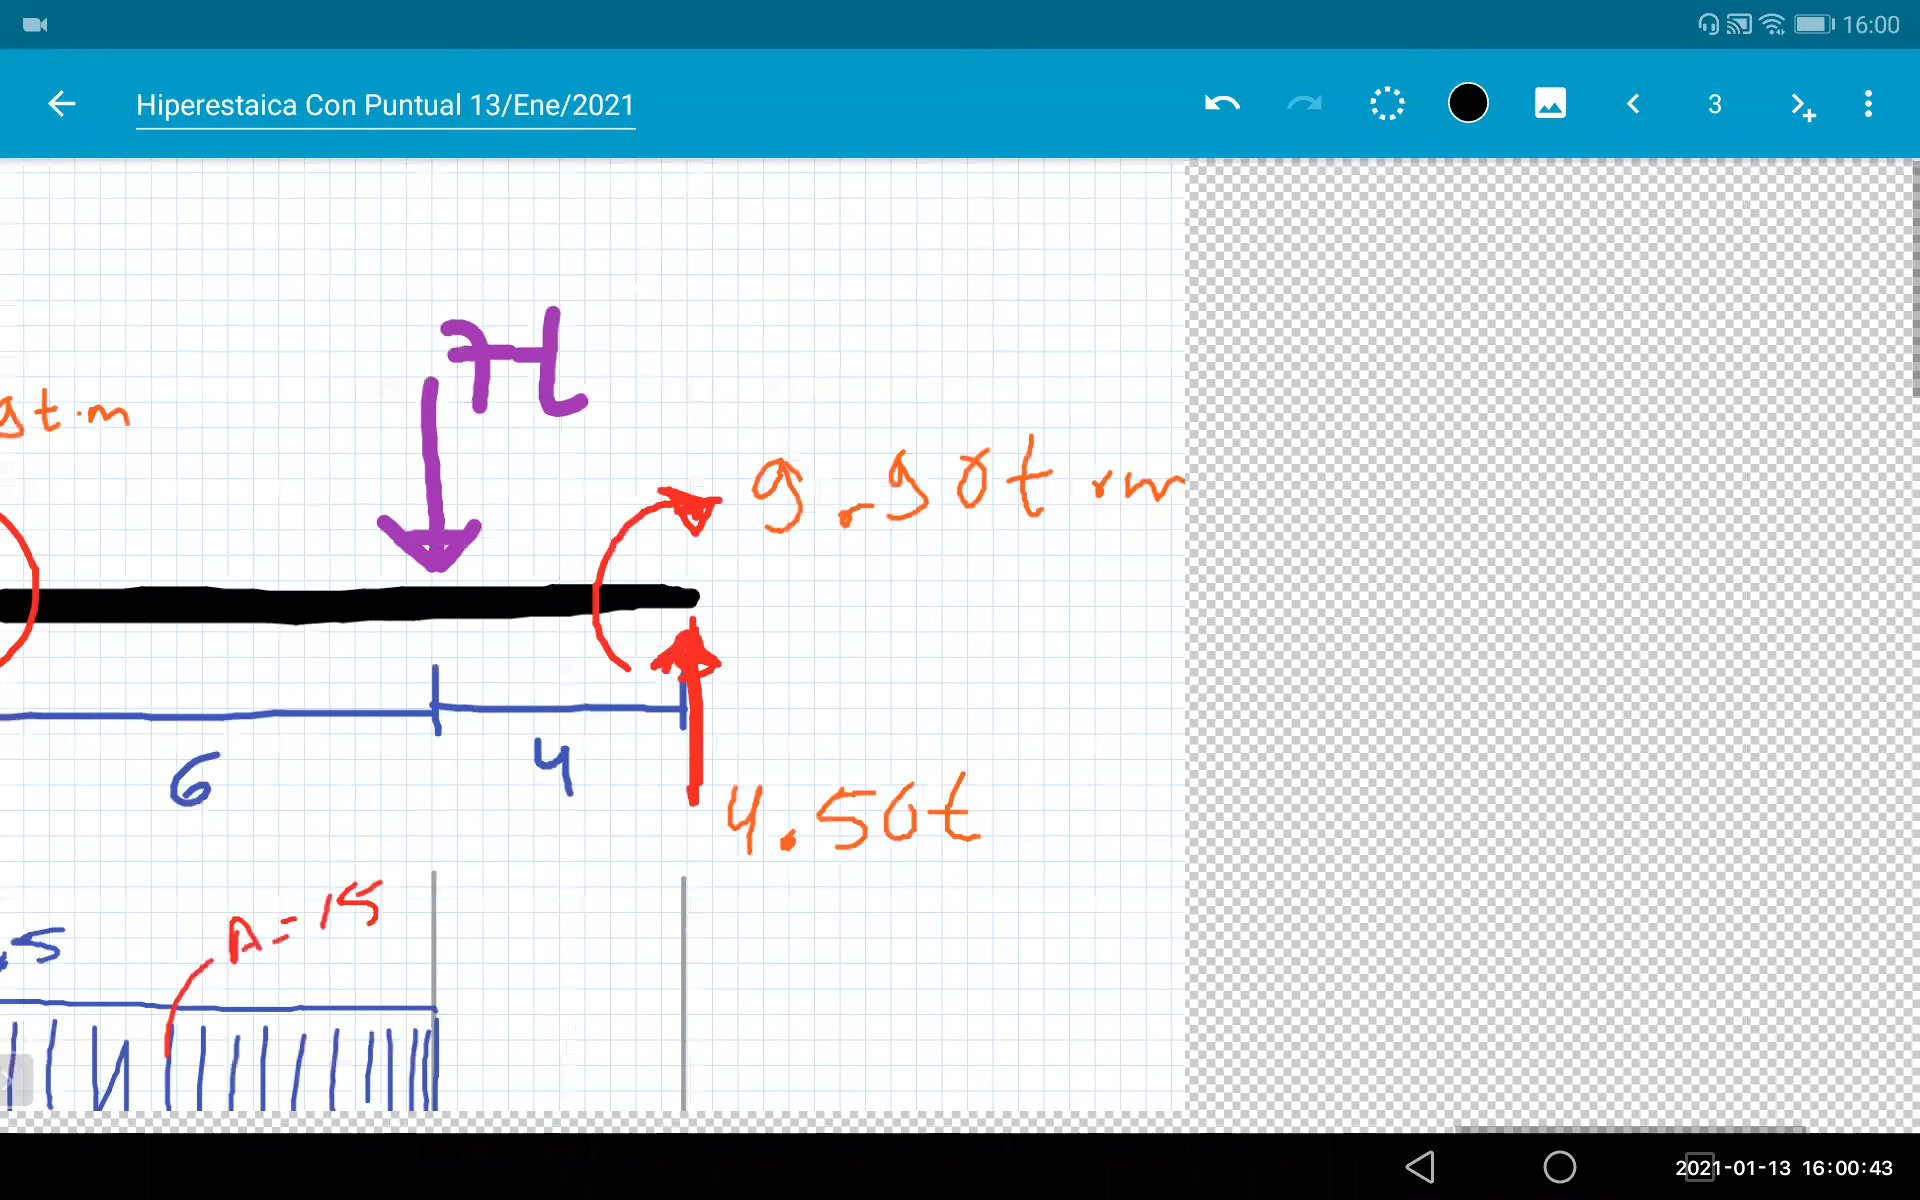 16:00
Hiperestaica Con Puntual 13/Ene/2021
3
7t
9t.m
9.90t.m
6
4
4.50t
A=15
.5
2021-01-13 16:00:43